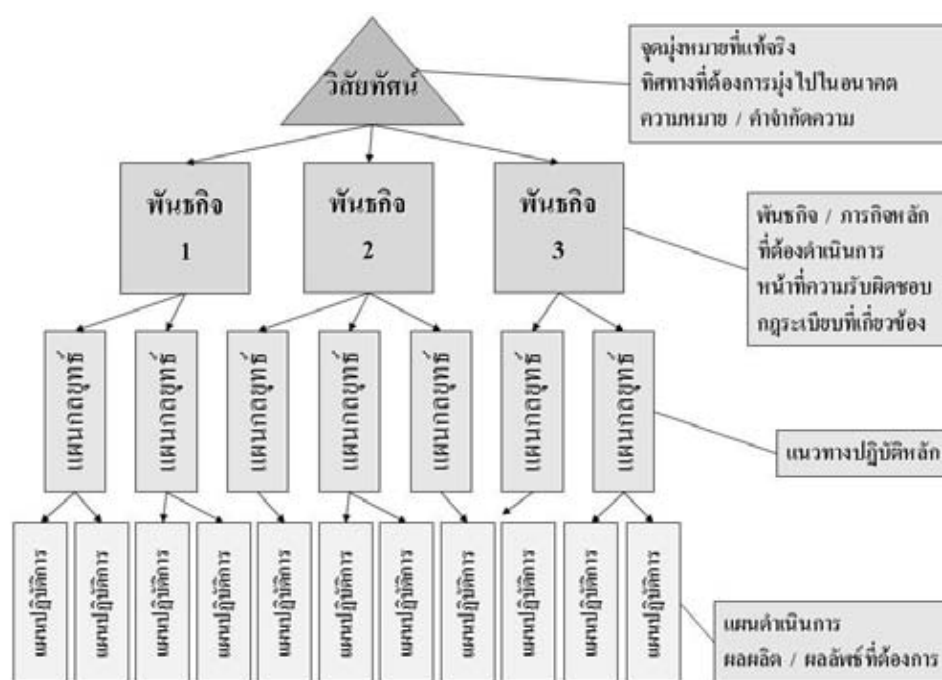 วิสัยทัศน์
จุดมุ่งหมายที่แท้จริง
ทิศทางที่ต้องการมุ่งไปในอนาคต
ความหมาย / คำจำกัดความ
พันธกิจ
1
พันธกิจ
2
พันธกิจ
3
พันธกิจ / ภารกิจหลัก
ที่ต้องดำเนินการ
หน้าที่ความรับผิดชอบ
กฎระเบียบที่เกี่ยวข้อง
แผนกลยุทธ์
แผนกลยุทธ์
แผนกลยุทธ์
แผนกลยุทธ์
แผนกลยุทธ์
แผนกลยุทธ์
แผนกลยุทธ์
แนวทางปฏิบัติหลัก
แผนปฏิบัติการ
แผนปฏิบัติการ
แผนปฏิบัติการ
แผนปฏิบัติการ
แผนปฏิบัติการ
แผนปฏิบัติการ
แผนปฏิบัติการ
แผนปฏิบัติการ
แผนปฏิบัติการ
แผนปฏิบัติการ
แผนปฏิบัติการ
แผนดำเนินการ
ผลผลิต / ผลลัพธ์ที่ต้องการ